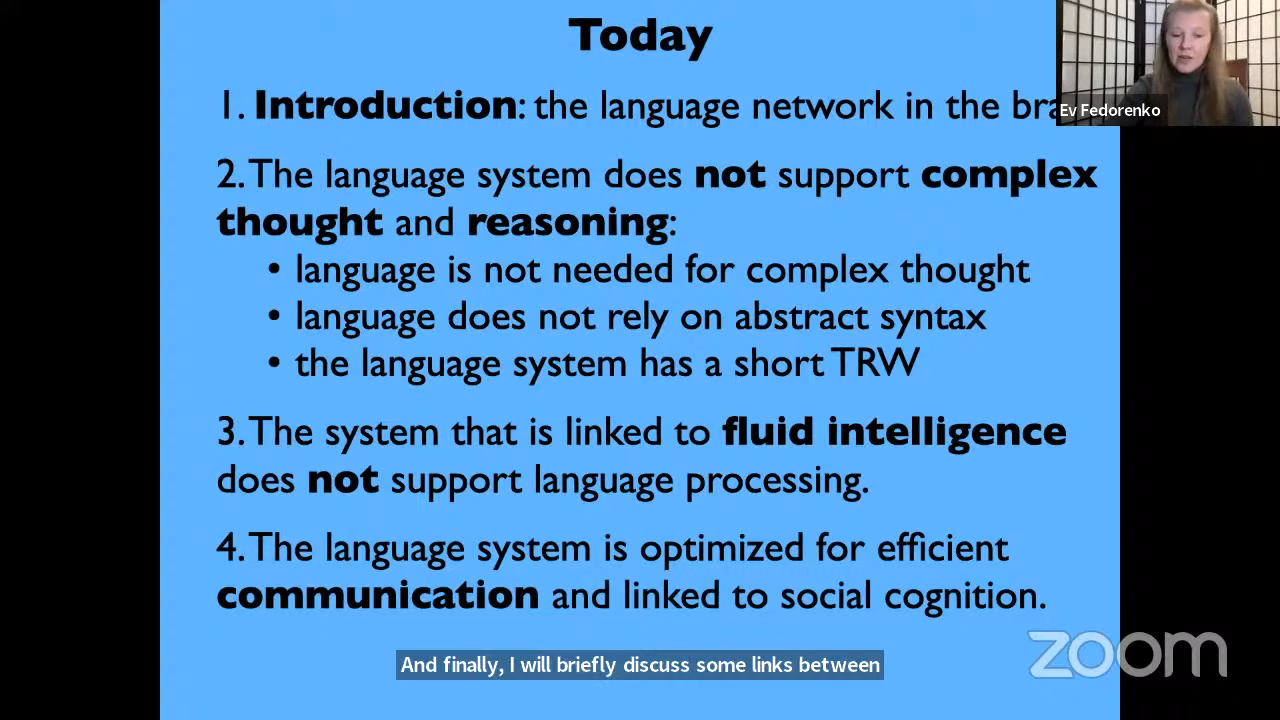 Today
1. Introduction: the language network in the bra
Ev Fedorenko
2. The language system does not support complex
thought and reasoning:
• language is not needed for complex thought
• language does not rely on abstract syntax
• the language system has a short TRW
3. The system that is linked to fluid intelligence
does not support language processing.
4. The language system is optimized for efficient
communication and linked to social cognition.
And finally, I will briefly discuss some links between
zoom